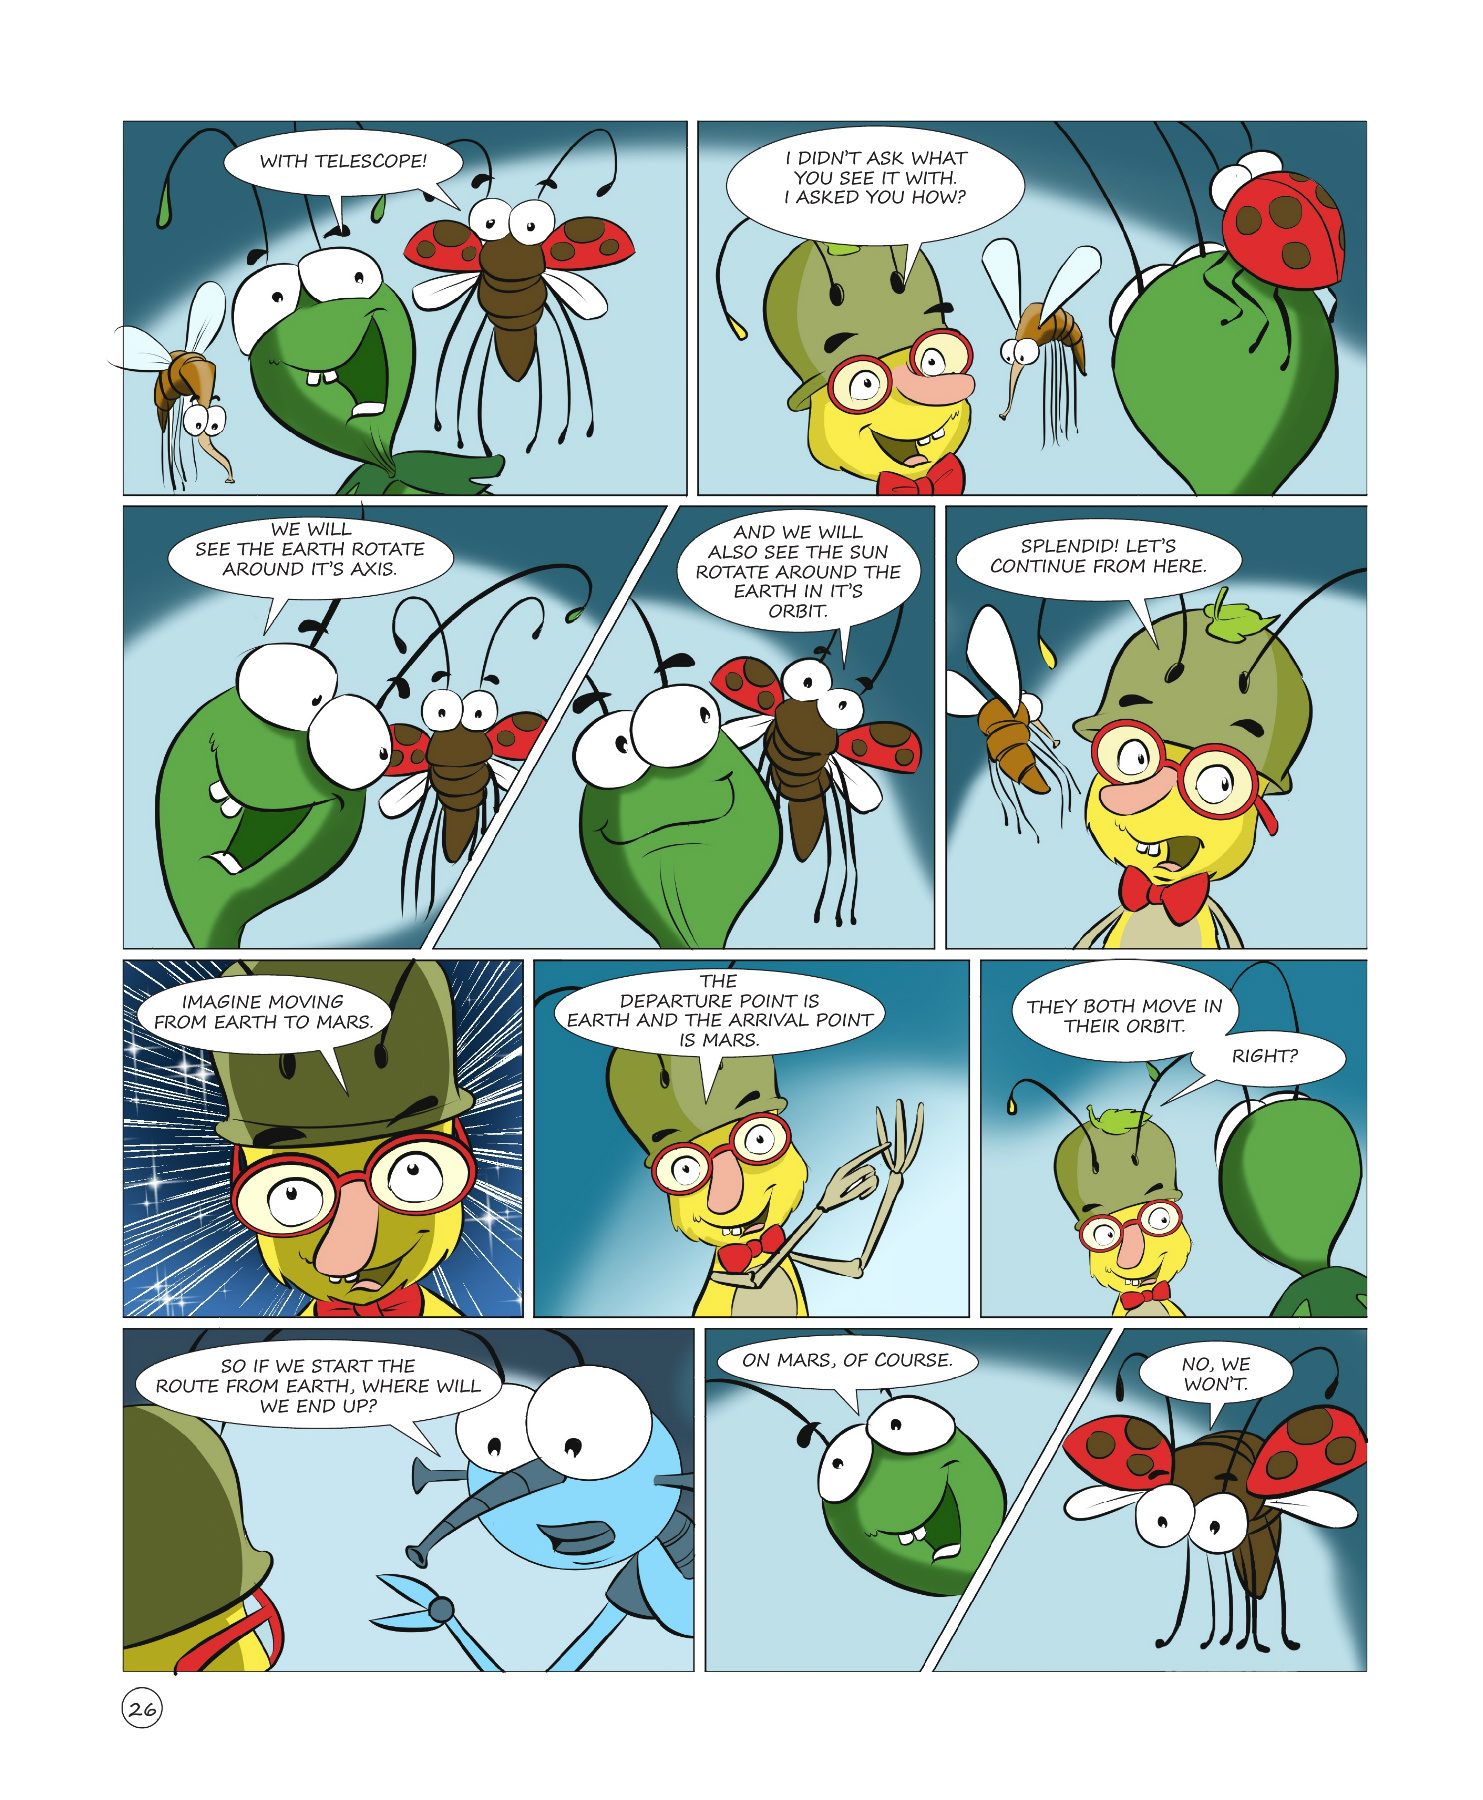 WITH TELESCOPE!
I DIDN'T ASK WHAT
YOU SEE IT WITH.
I ASKED YOU HOW?
WE WILL
SEE THE EARTH ROTATE
AROUND IT'S AXIS.
AND WE WILL
ALSO SEE THE SUN
ROTATE AROUND THE
EARTH IN IT'S
ORBIT.
SPLENDID! LET'S
CONTINUE FROM HERE.
IMAGINE MOVING
FROM EARTH TO MARS.
THE
DEPARTURE POINT IS
EARTH AND THE ARRIVAL POINT
IS MARS.
THEY BOTH MOVE IN
THEIR ORBIT.
RIGHT?
SO IF WE START THE
ROUTE FROM EARTH, WHERE WILL
WE END UP?
ON MARS, OF COURSE.
NO, WE
WON'T.
26